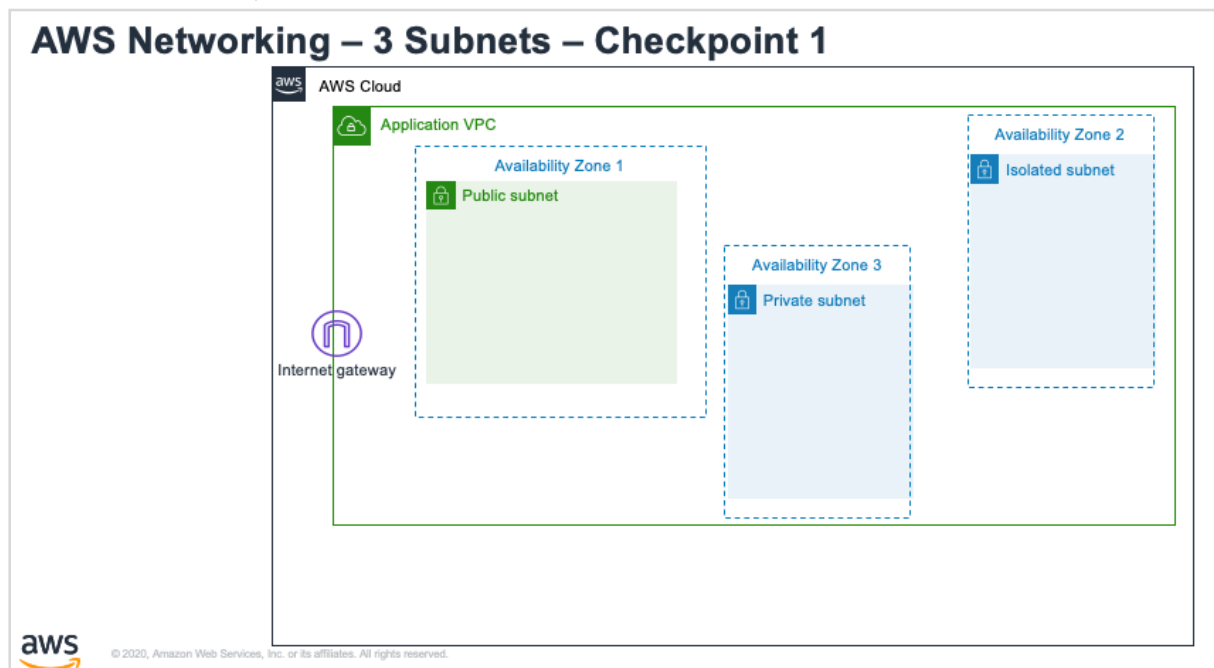 AWS Networking – 3 Subnets – Checkpoint 1
aws
AWS Cloud
Application VPC
Availability Zone 1
Public subnet
Availability Zone 2
Isolated subnet
Availability Zone 3
Private subnet
Internet gateway
aws
© 2020, Amazon Web Services, Inc. or its affiliates. All rights reserved.